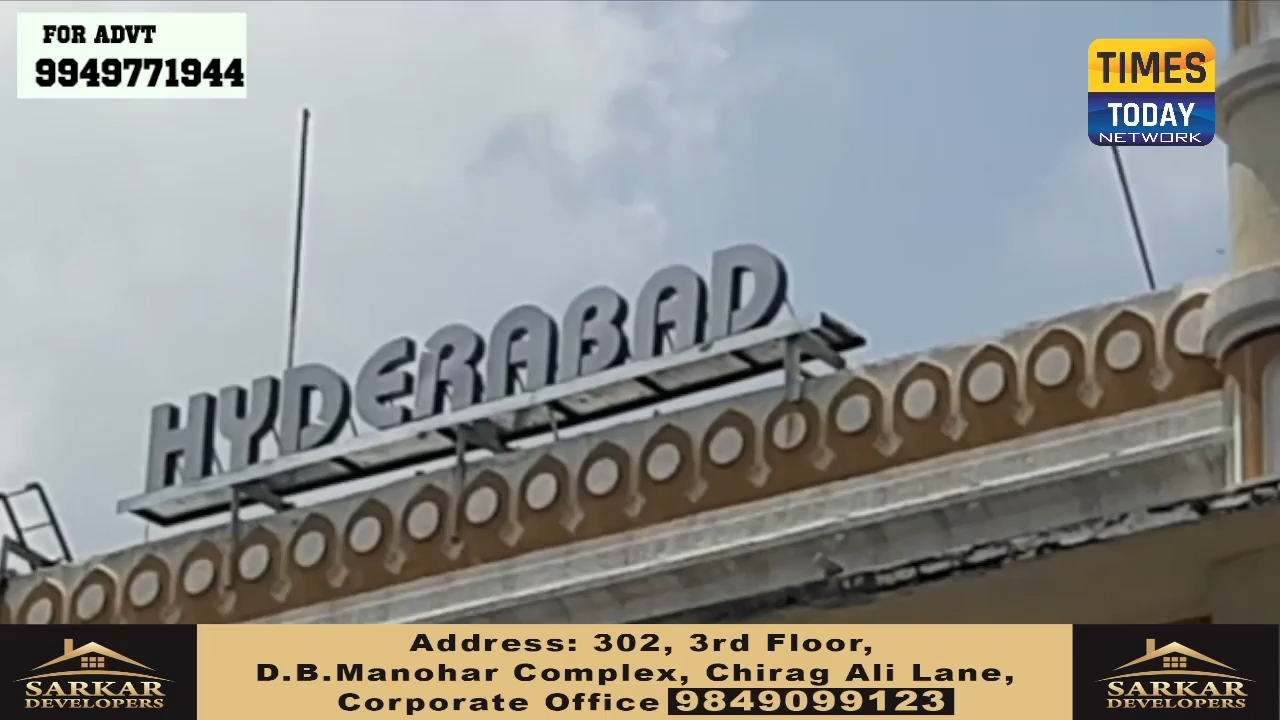 FOR ADVT
9949771944
TIMES
TODAY
NETWORK
HYDERABAD
SARKAR
DEVELOPERS
Address: 302, 3rd Floor,
D.B.Manohar Complex, Chirag Ali Lane,
Corporate Office 9849099123
SARKAR
DEVELOPERS